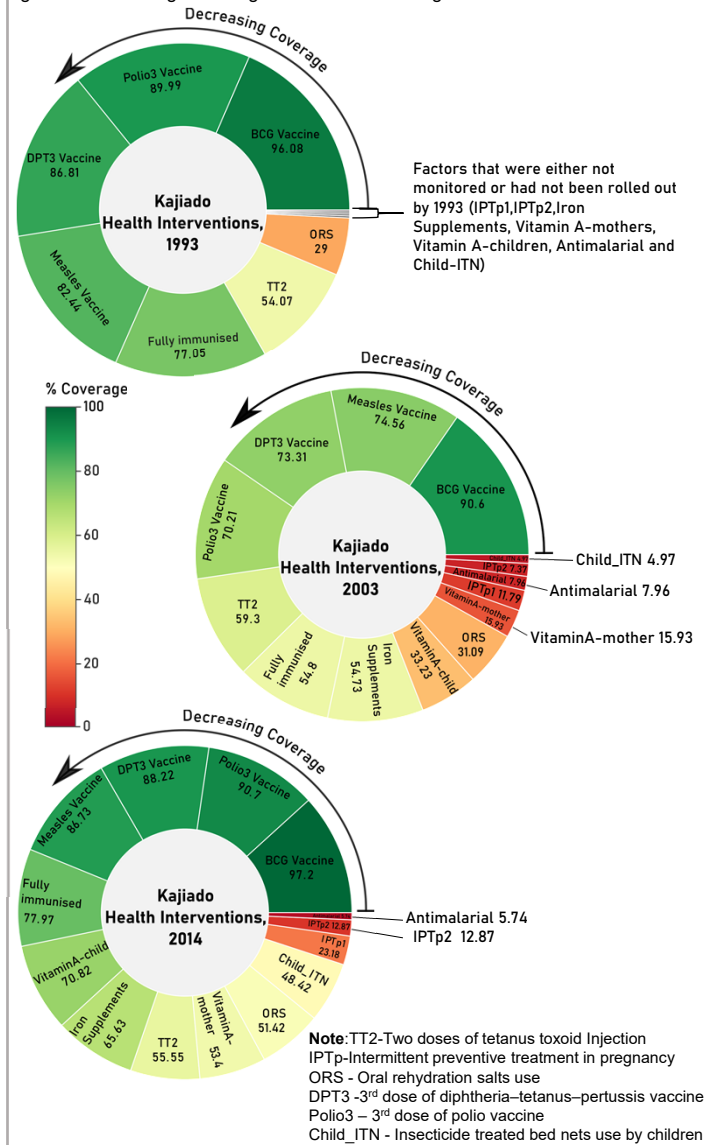 Decreasing Coverage
Polio3 Vaccine
89.99
BCG Vaccine
96.08
DPT3 Vaccine
86.81
Kajiado
Health Interventions,
1993
Measles Vaccine
82.44
Fully immunised
77.05
TT2
54.07
ORS
29
Factors that were either not
monitored or had not been rolled out
by 1993 (IPTp1,IPTp2,Iron
Supplements, Vitamin A-mothers,
Vitamin A-children, Antimalarial and
Child-ITN)
% Coverage
100
80
60
40
20
0
Decreasing Coverage
Measles Vaccine
74.56
DPT3 Vaccine
73.31
BCG Vaccine
90.6
Polio3 Vaccine
70.21
Kajiado
Health Interventions,
2003
TT2
59.3
Fully
immunised
54.8
Iron
Supplements
54.73
VitaminA-child
33.23
ORS
31.09
VitaminA-mother
15.93
IPTp1 11.79
Antimalarial 7.96
IPTp2 7.37
Child_ITN 4.97
Child_ITN 4.97
Antimalarial 7.96
VitaminA-mother 15.93
Decreasing Coverage
DPT3 Vaccine
88.22
Polio3 Vaccine
90.7
Measles Vaccine
86.73
BCG Vaccine
97.2
Fully
immunised
77.97
Kajiado
Health Interventions,
2014
VitaminA-child
70.82
Iron
Supplements
65.63
TT2
55.55
VitaminA-
mother
53.4
ORS
51.42
Child_ITN
48.42
IPTp1
23.18
IPTp2 12.87
Antimalarial 5.74
IPTp2 12.87
Note:TT2-Two doses of tetanus toxoid Injection
IPTp-Intermittent preventive treatment in pregnancy
ORS - Oral rehydration salts use
DPT3 -3rd dose of diphtheria–tetanus–pertussis vaccine
Polio3 – 3rd dose of polio vaccine
Child_ITN - Insecticide treated bed nets use by children